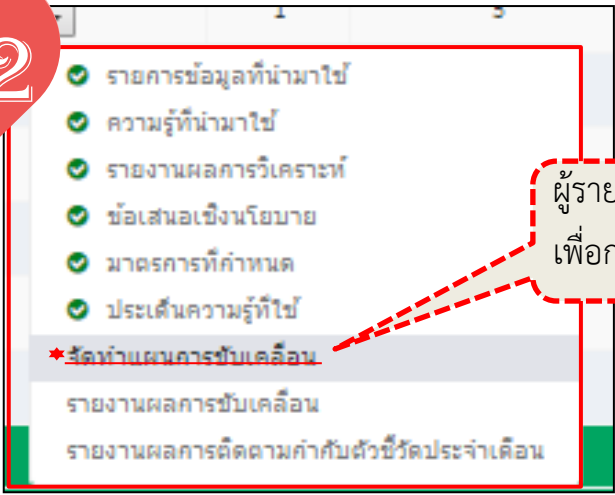 1 5
2
รายการข้อมูลที่นำมาใช้
ความรู้ที่นำมาใช้
รายงานผลการวิเคราะห์
ข้อเสนอเชิงนโยบาย
มาตรการที่กำหนด
ประเด็นความรู้ที่ใช้
*จัดทำแผนการขับเคลื่อน
รายงานผลการขับเคลื่อน
รายงานผลการติดตามกำกับตัวชี้วัดประจำเดือน
ผู้ราย
เพื่อก